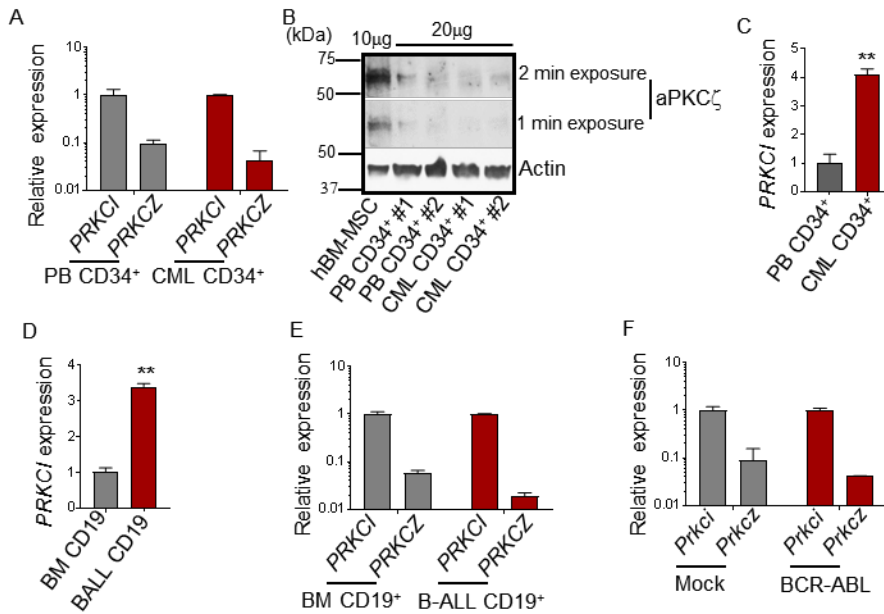 A
Relative expression
10
1
0.1
0.01
PRKCI
PRKCZ
PRKCI
PRKCZ
PB CD34⁺
CML CD34⁺
B
(kDa)
10µg
20µg
75
50
50
37
2 min exposure
1 min exposure
aPKCζ
Actin
hBM-MSC
PB CD34⁺ #1
PB CD34⁺ #2
CML CD34⁺ #1
CML CD34⁺ #2
C
PRKCI expression
5
4
3
2
1
0
**
PB CD34⁺
CML CD34⁺
D
PRKCI expression
4
3
2
1
0
**
BM CD19
BALL CD19
E
Relative expression
10
1
0.1
0.01
PRKCI
PRKCZ
PRKCI
PRKCZ
BM CD19⁺
B-ALL CD19⁺
F
Relative expression
10
1
0.1
0.01
Prkci
Prkcz
Prkci
Prkcz
Mock
BCR-ABL